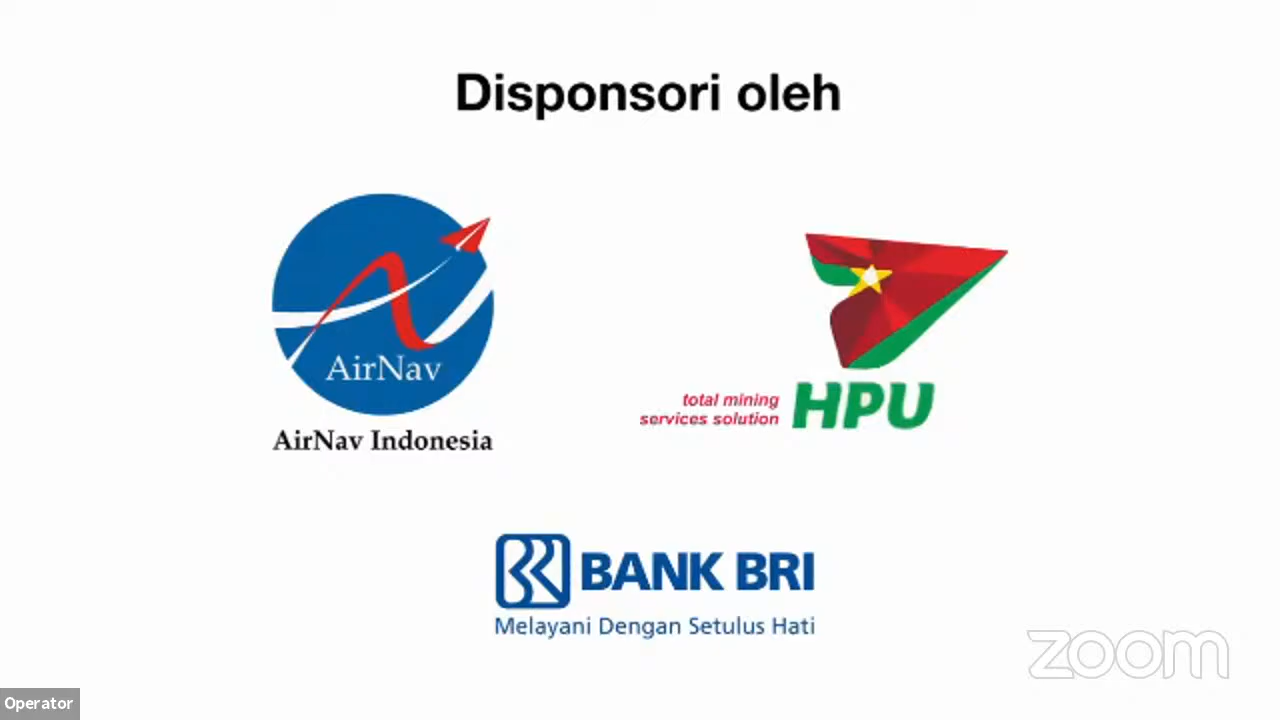 Disponsori oleh
AirNav
AirNav Indonesia
total mining
services solution
HPU
BANK BRI
Melayani Dengan Setulus Hati
zoom
Operator